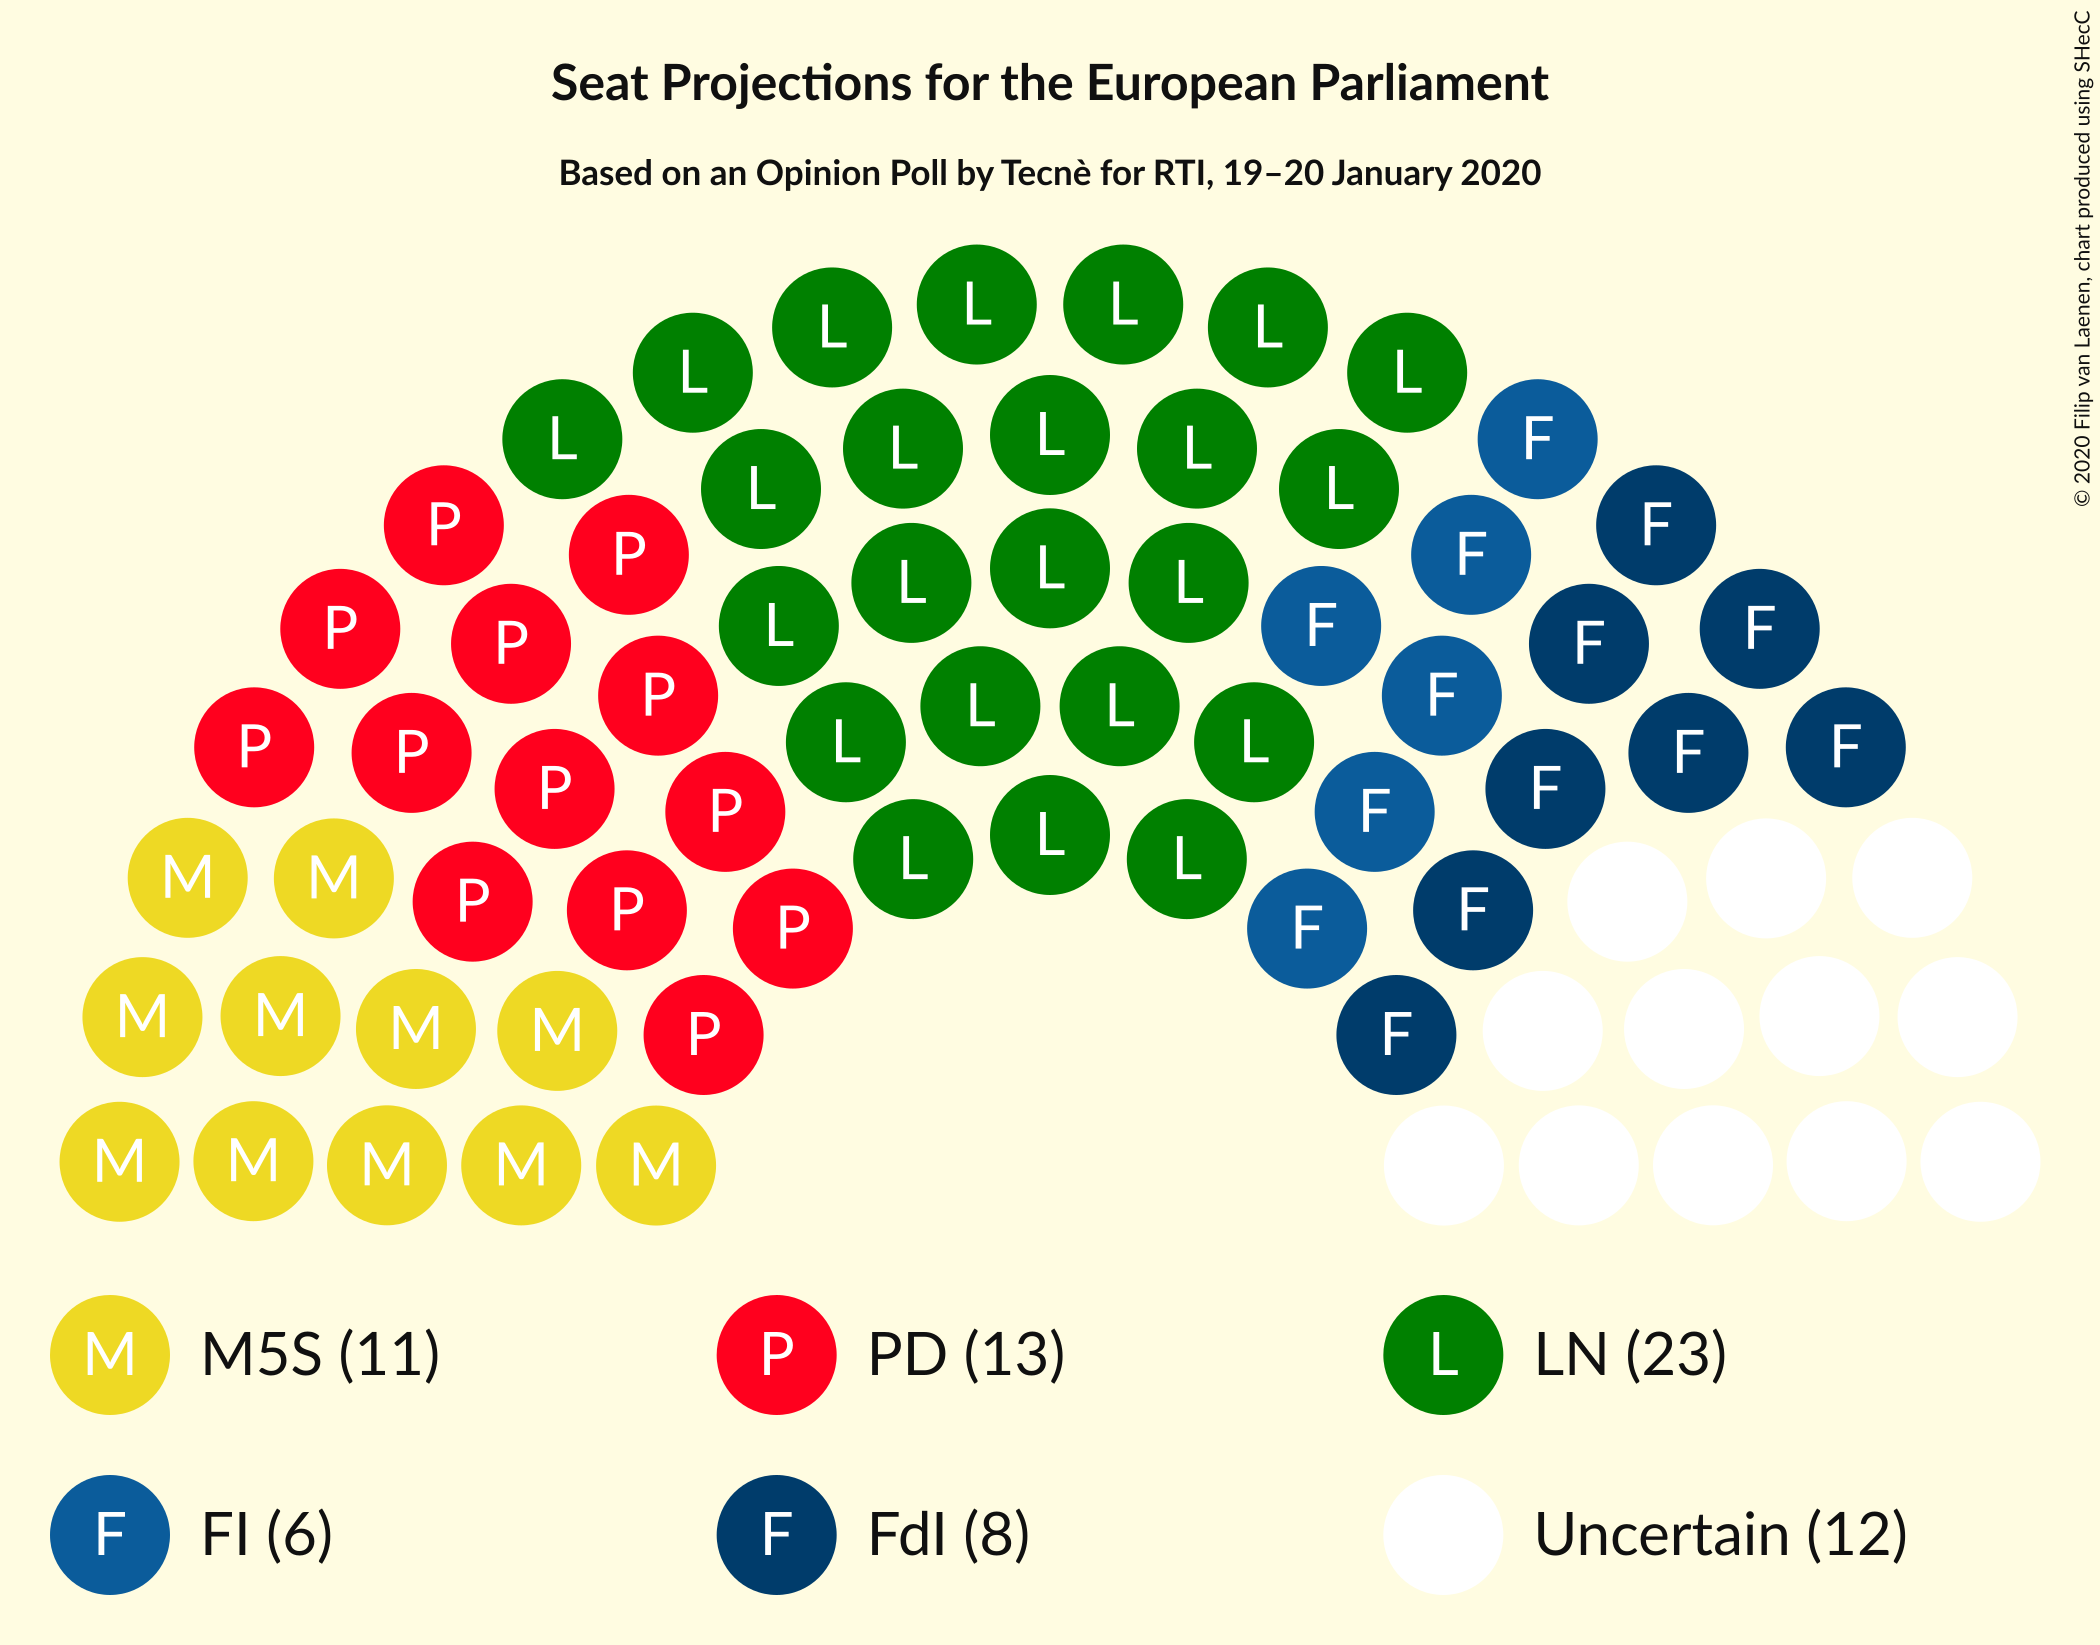 Seat Projections for the European Parliament
Based on an Opinion Poll by Tecnè for RTI, 19–20 January 2020
© 2020 Filip van Laenen, chart produced using SHecC
L L L L
L L
L L L
L L
L F
P L L L F F
P P
L L
P F F
P P F
P L L F
P P L L F F F
P P F
P L L L F
M M P P P F F
M M M M P F
M M M M M
M M5S (11)
P PD (13)
L LN (23)
F FI (6)
F FdI (8)
Uncertain (12)